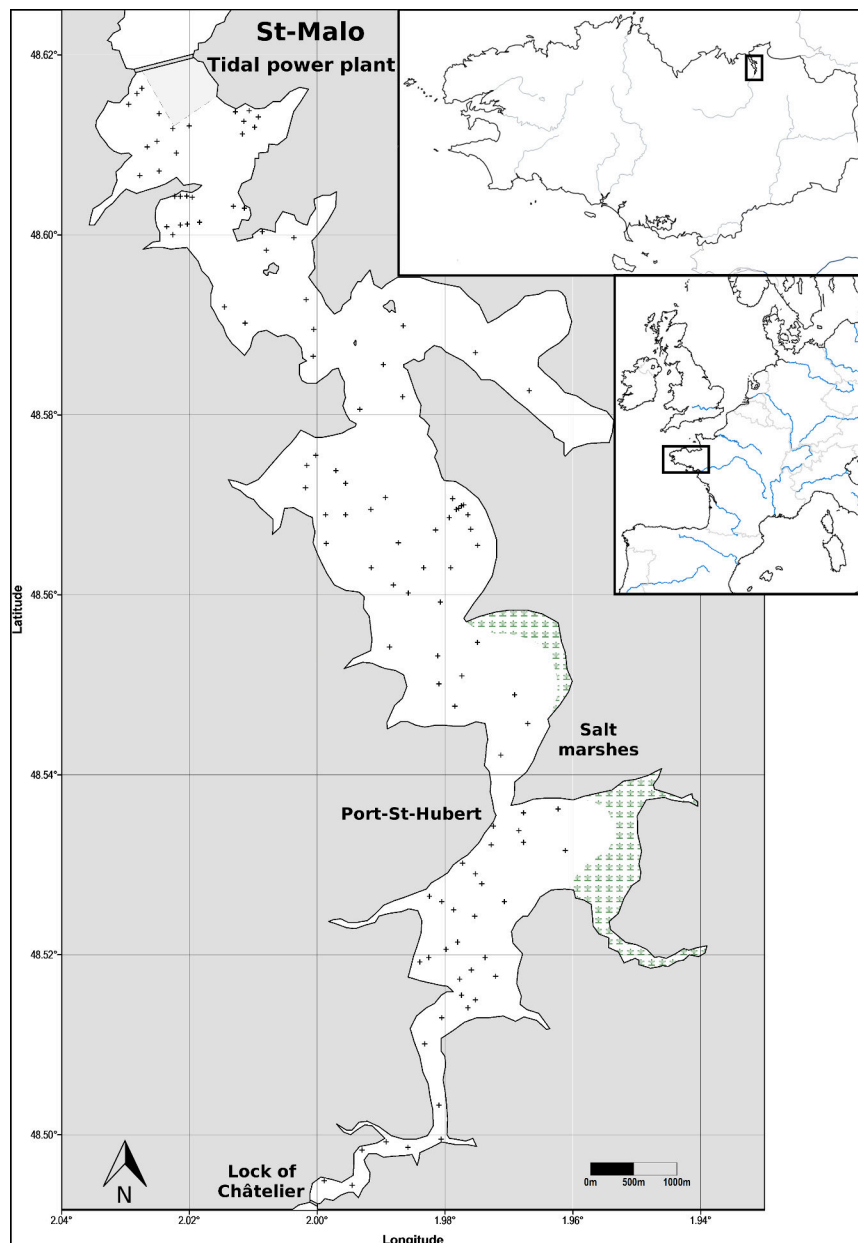 St-Malo
Tidal power plant
48.62°
48.60°
48.58°
48.56°
48.54°
48.52°
48.50°
Latitude
Salt
marshes
Port-St-Hubert
Lock of
Châtelier
N
0m 500m 1000m
2.04° 2.02° 2.00° 1.98° 1.96° 1.94°
Longitude